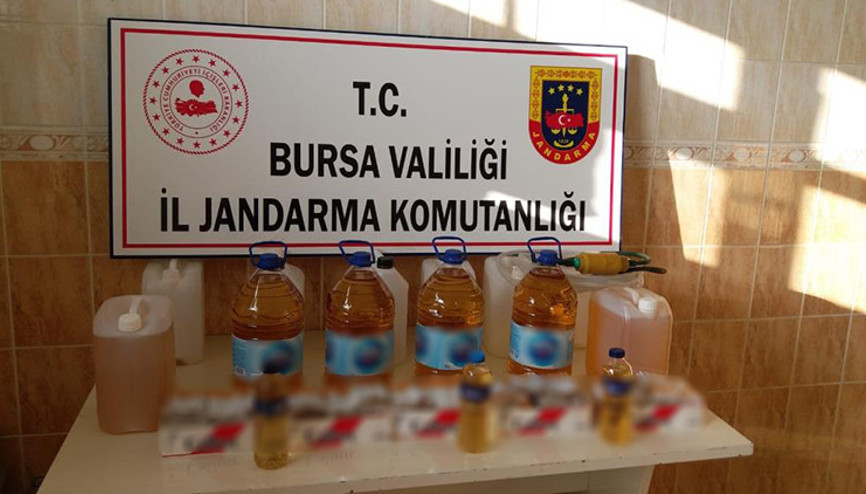 T.C.
BURSA VALİLİĞİ
İL JANDARMA KOMUTANLIĞI
JANDARMA